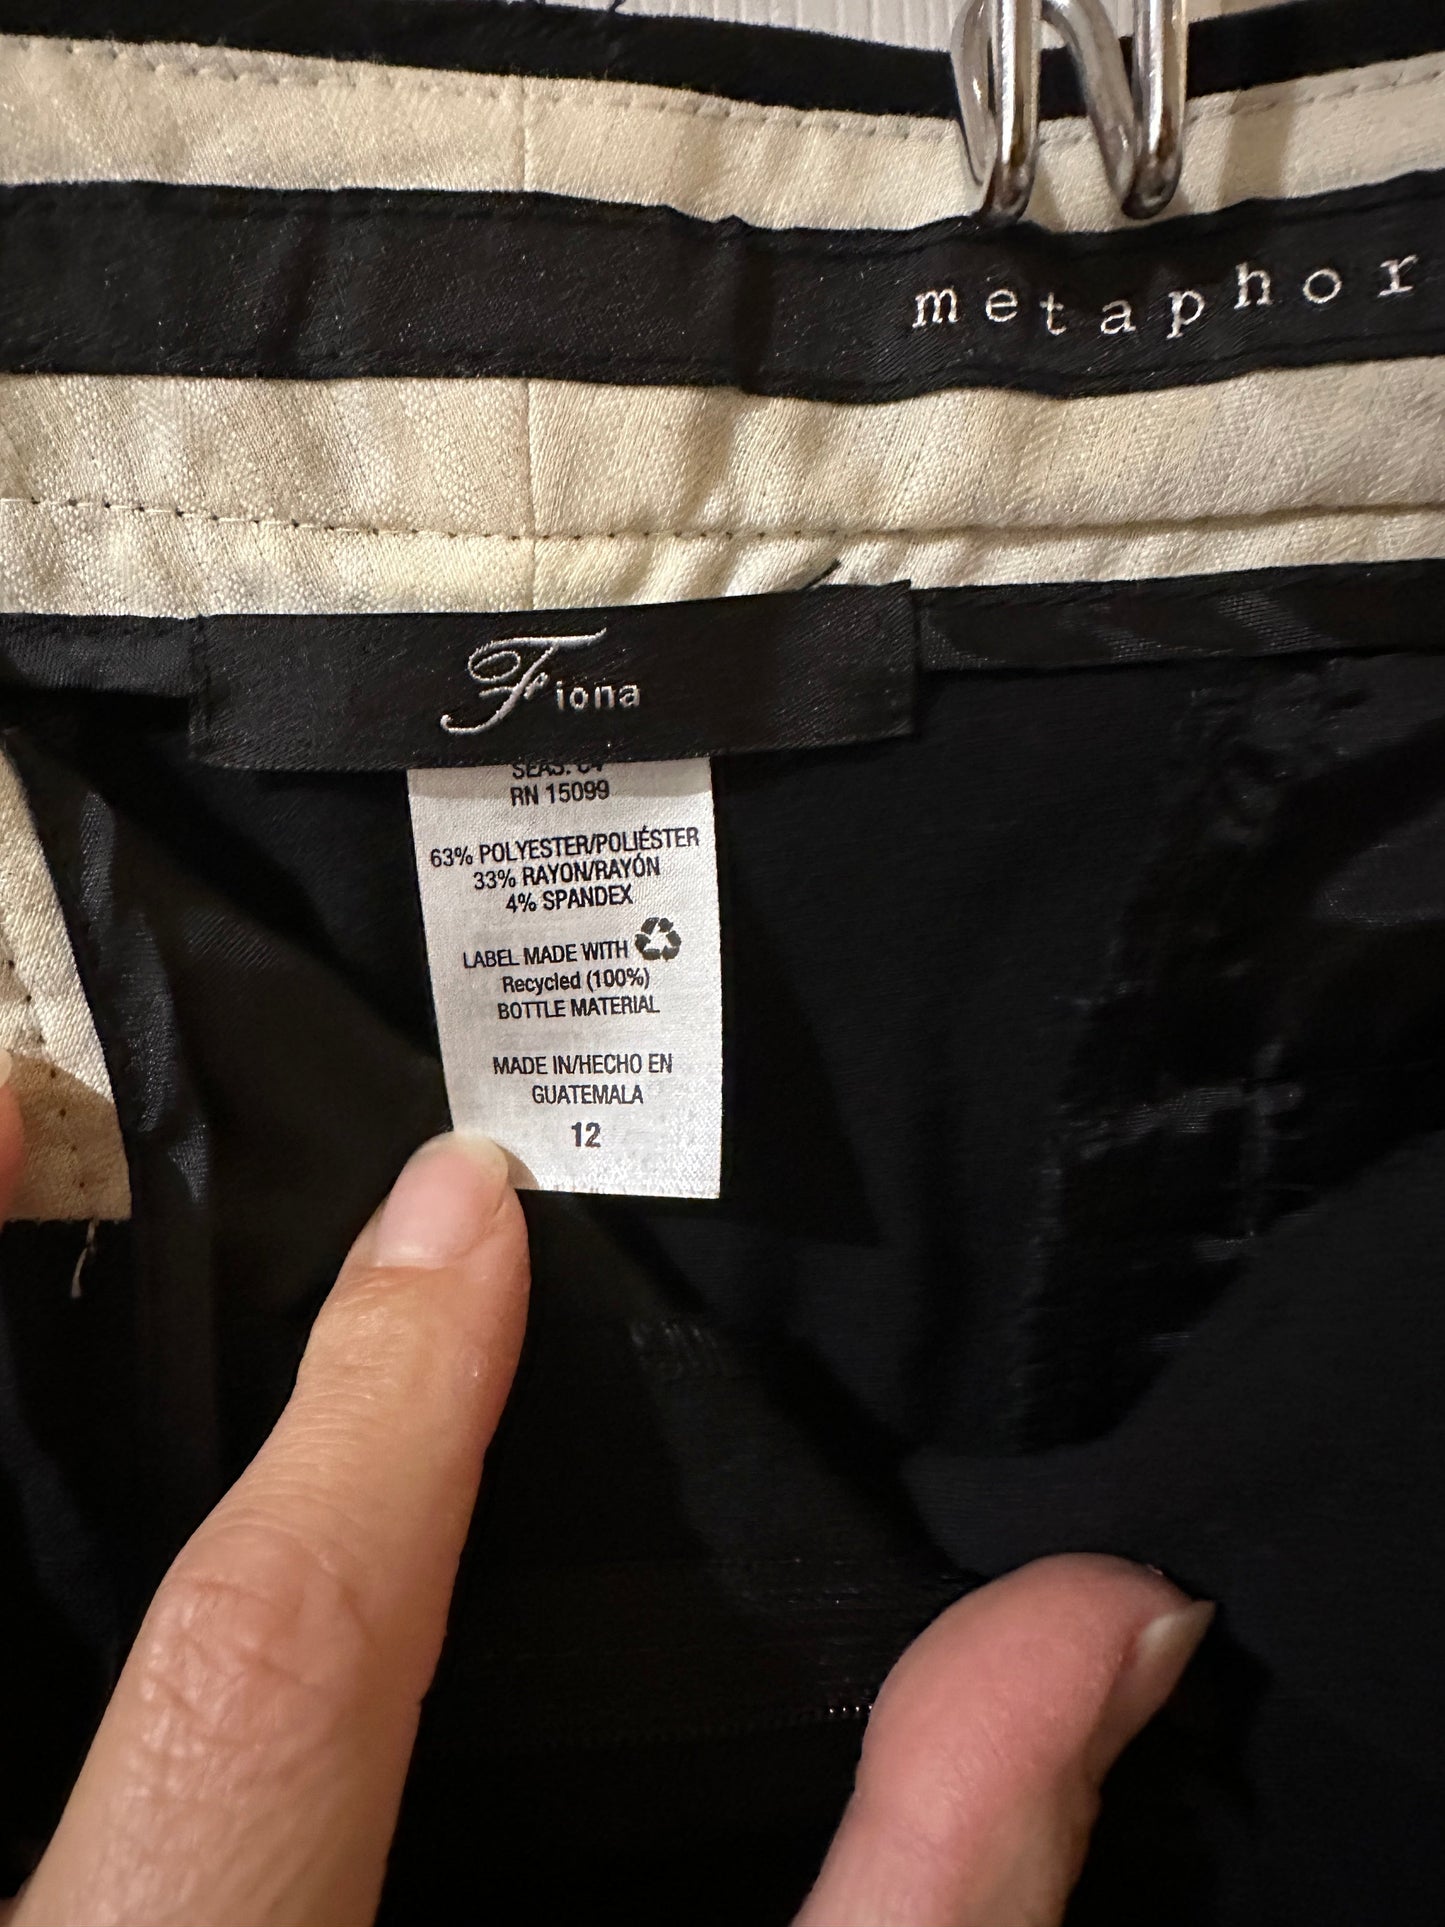 metaphor
Fiona
RN 15099
63% POLYESTER/POLIÉSTER
33% RAYON/RAYÓN
4% SPANDEX
LABEL MADE WITH
Recycled (100%)
BOTTLE MATERIAL
MADE IN/HECHO EN
GUATEMALA
12